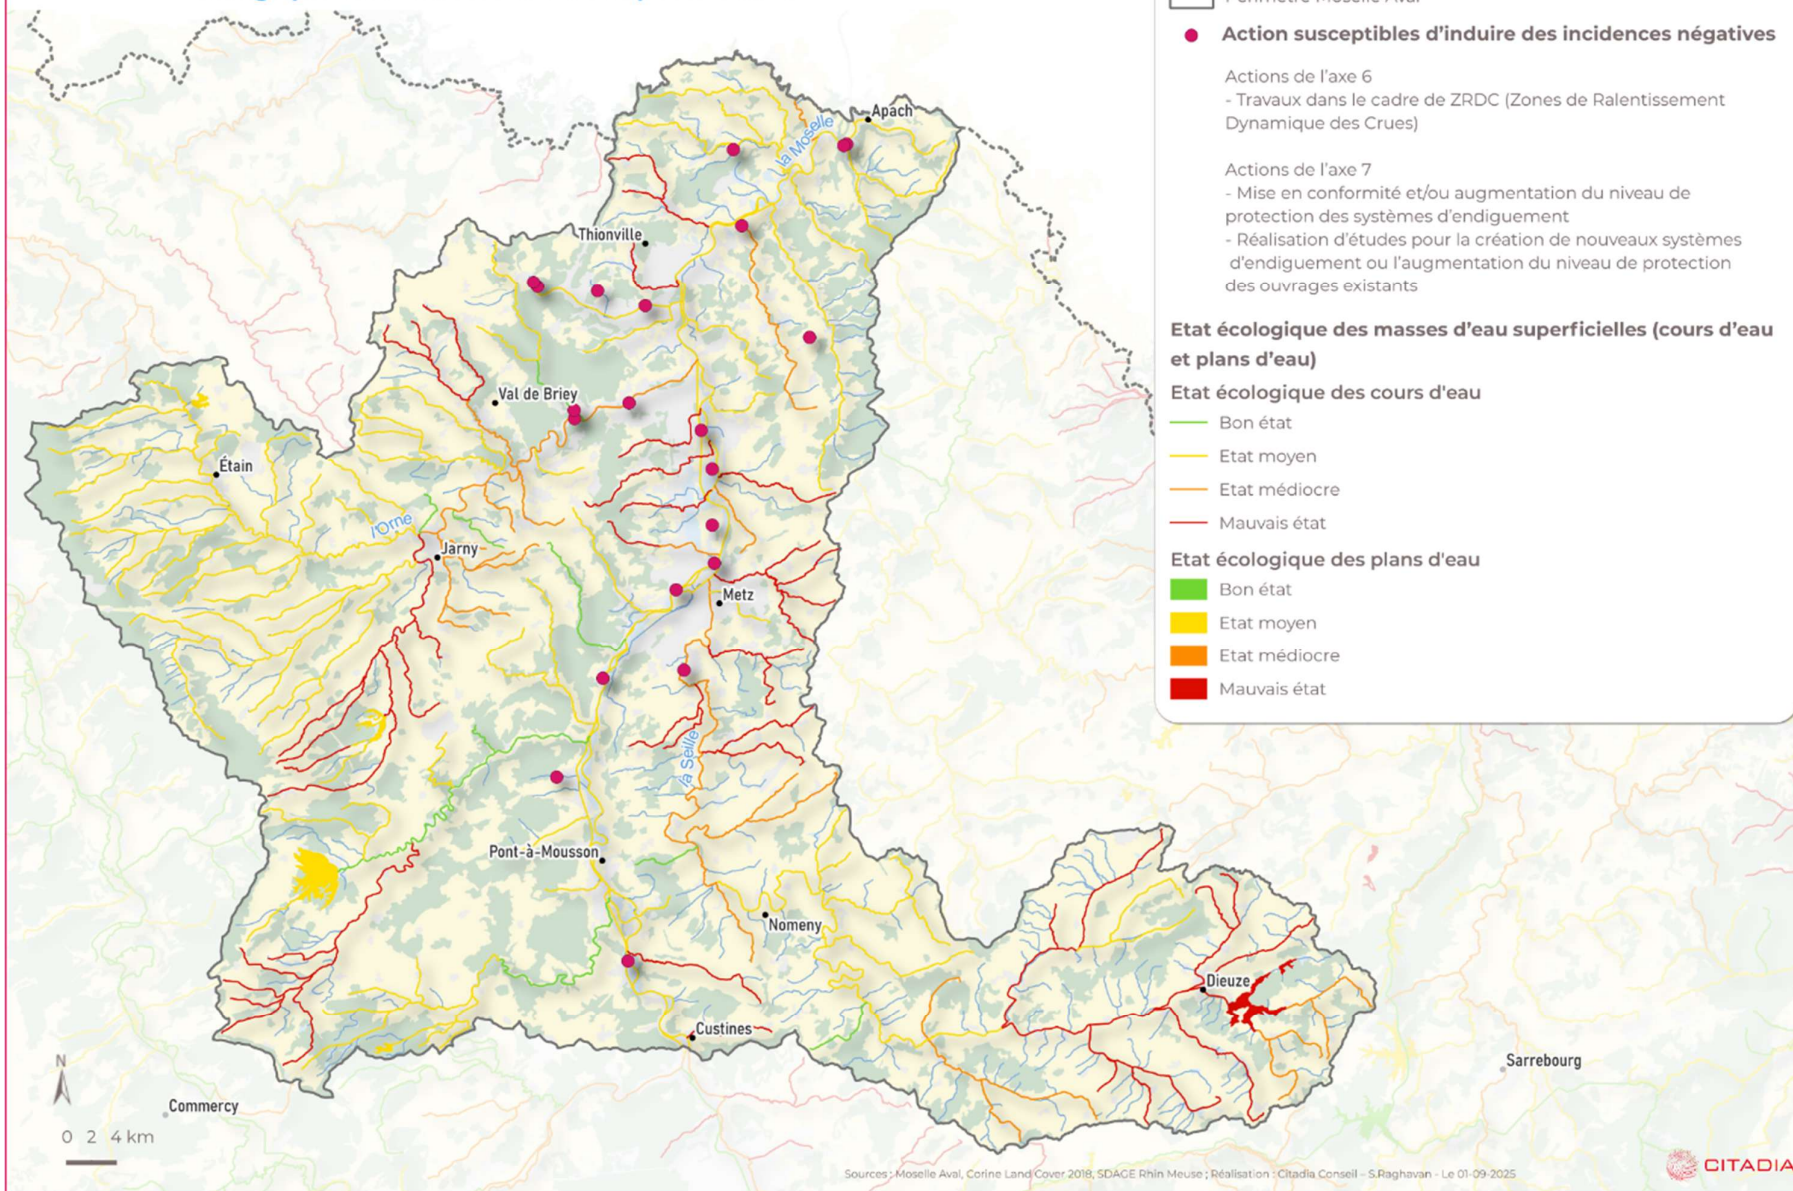 Périmètre Moselle Aval
Action susceptibles d'induire des incidences négatives
Actions de l'axe 6
- Travaux dans le cadre de ZRDC (Zones de Ralentissement
Dynamique des Crues)
Actions de l'axe 7
- Mise en conformité et/ou augmentation du niveau de
protection des systèmes d'endiguement
- Réalisation d'études pour la création de nouveaux systèmes
d'endiguement ou l'augmentation du niveau de protection
des ouvrages existants
Etat écologique des masses d'eau superficielles (cours d'eau
et plans d'eau)
Etat écologique des cours d'eau
Bon état
Etat moyen
Etat médiocre
Mauvais état
Etat écologique des plans d'eau
Bon état
Etat moyen
Etat médiocre
Mauvais état
Apach
la Moselle
Thionville
Val de Briey
Étain
l'Orne
Jarny
Metz
la Seille
Pont-à-Mousson
Nomeny
Dieuze
Custines
Sarrebourg
Commercy
N
0 2 4 km
Sources : Moselle Aval, Corine Land Cover 2018, SDAGE Rhin Meuse ; Réalisation : Citadia Conseil – S.Raghavan - Le 01-09-2025
CITADIA